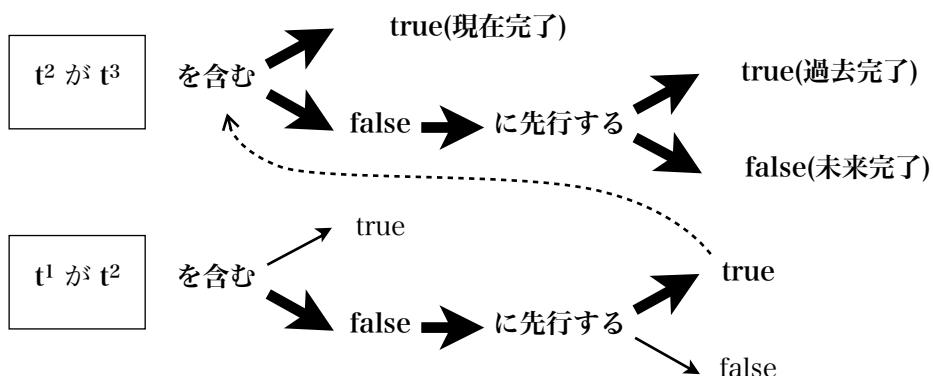 true(現在完了)
t² が t³ を含む
true(過去完了)
false に先行する
false(未来完了)
true
t¹ が t² を含む
true
false に先行する
false